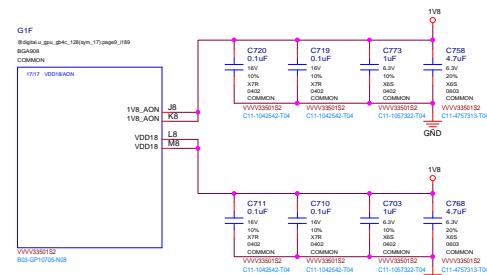 G1F
@digital.u_gpu_gb4c_128(sym_17):page9_i189
BGA908
COMMON
17/17 VDD18/AON
1V8_AON J8
1V8_AON K8
VDD18 L8
VDD18 M8
VVVV33501S2
B03-GP10705-N08
1V8
C720
0.1uF
16V
10%
X7R
0402
COMMON
VVVV33501S2
C11-1042542-T04
C719
0.1uF
16V
10%
X7R
0402
COMMON
VVVV33501S2
C11-1042542-T04
C773
1uF
6.3V
10%
X6S
0402
COMMON
VVVV33501S2
C11-1057322-T04
C758
4.7uF
6.3V
20%
X6S
0603
COMMON
VVVV33501S2
C11-4757313-T04
GND
1V8
C711
0.1uF
16V
10%
X7R
0402
COMMON
VVVV33501S2
C11-1042542-T04
C710
0.1uF
16V
10%
X7R
0402
COMMON
VVVV33501S2
C11-1042542-T04
C703
1uF
6.3V
10%
X6S
0402
COMMON
VVVV33501S2
C11-1057322-T04
C768
4.7uF
6.3V
20%
X6S
0603
COMMON
VVVV33501S2
C11-4757313-T04